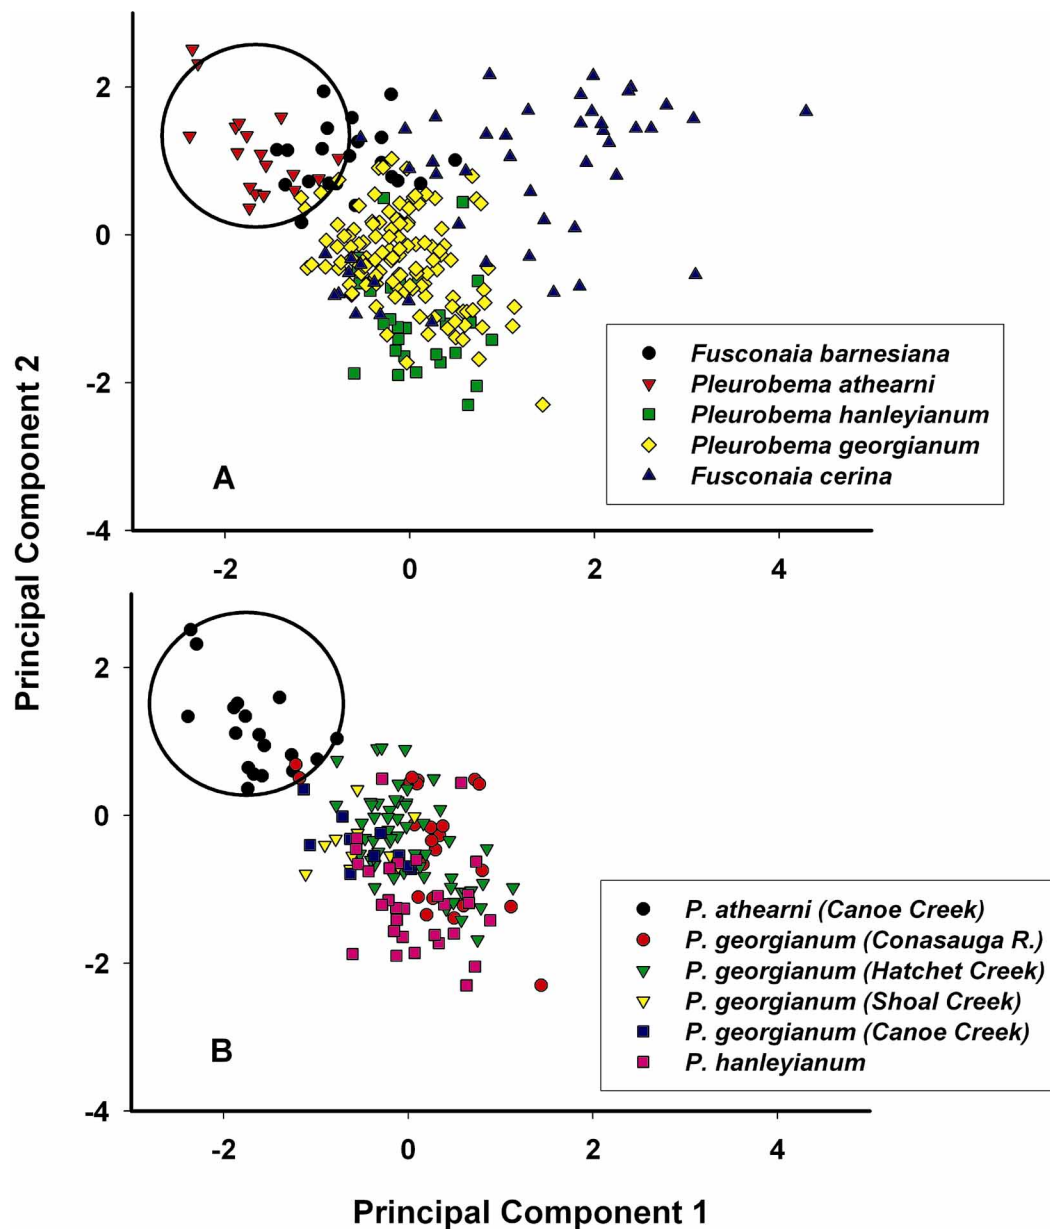 2
0
-2
-4
-2
0
2
4
A
Fusconaia barnesiana
Pleurobema athearni
Pleurobema hanleyianum
Pleurobema georgianum
Fusconaia cerina
Principal Component 2
2
0
-2
-4
-2
0
2
4
B
P. athearni (Canoe Creek)
P. georgianum (Conasauga R.)
P. georgianum (Hatchet Creek)
P. georgianum (Shoal Creek)
P. georgianum (Canoe Creek)
P. hanleyianum
Principal Component 1